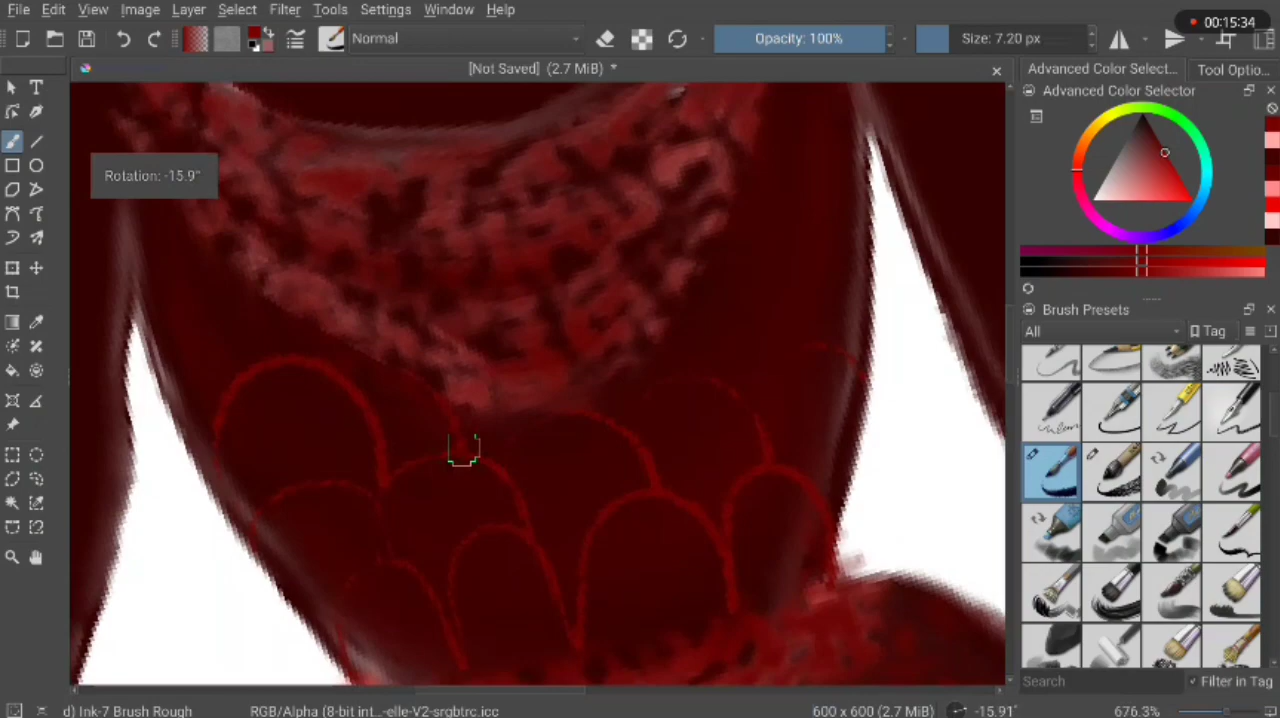 00:15:34
File Edit View Image Layer Select Filter Tools Settings Window Help
Normal Opacity: 100% Size: 7.20 px
[Not Saved] (2.7 MiB) *
Advanced Color Select... Tool Optio...
Advanced Color Selector
Rotation: -15.9°
Brush Presets
All Tag
Search Filter in Tag
d) Ink-7 Brush Rough RGB/Alpha (8-bit int...-elle-V2-srgbtrc.icc 600 x 600 (2.7 MiB) -15.91° 676.3%